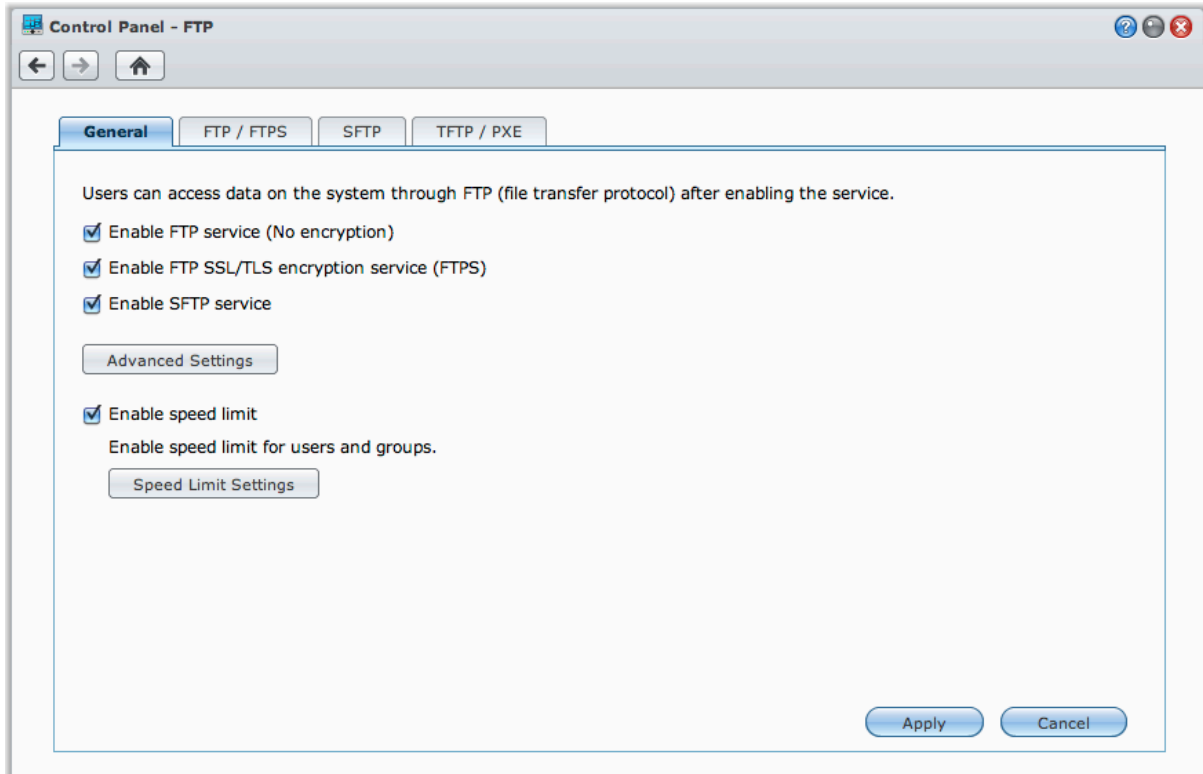 Control Panel - FTP
General FTP / FTPS SFTP TFTP / PXE
Users can access data on the system through FTP (file transfer protocol) after enabling the service.
Enable FTP service (No encryption)
Enable FTP SSL/TLS encryption service (FTPS)
Enable SFTP service
Advanced Settings
Enable speed limit
Enable speed limit for users and groups.
Speed Limit Settings
Apply Cancel